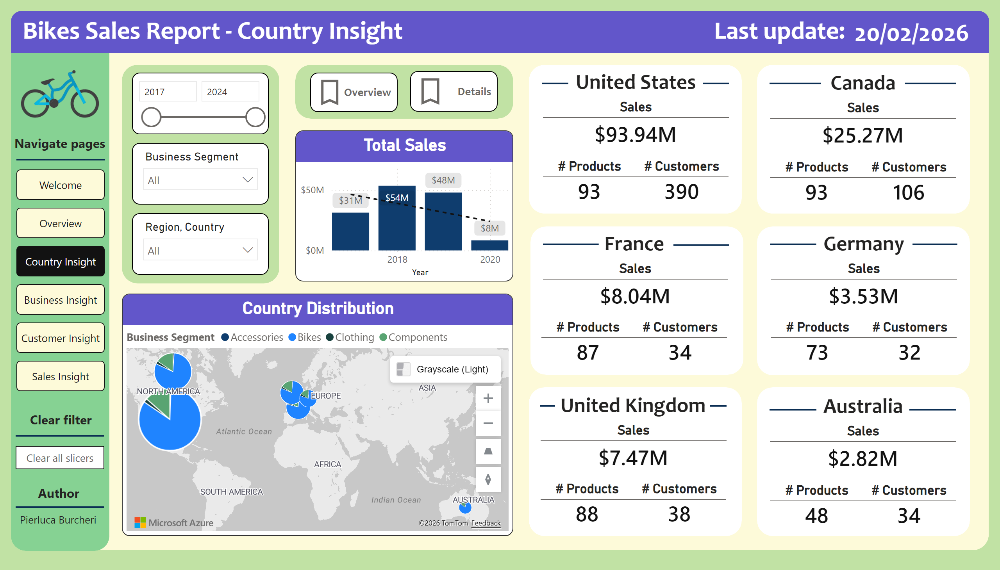 Bikes Sales Report - Country Insight
Last update: 20/02/2026
Navigate pages
Welcome
Overview
Country Insight
Business Insight
Customer Insight
Sales Insight
Clear filter
Clear all slicers
Author
Pierluca Burcheri
2017
2024
Business Segment
All
Region, Country
All
Overview
Details
Total Sales
$50M
$0M
$31M
$54M
$48M
$8M
2018
2020
Year
Country Distribution
Business Segment Accessories Bikes Clothing Components
Grayscale (Light)
NORTH AMERICA
EUROPE
ASIA
Atlantic Ocean
AFRICA
SOUTH AMERICA
Indian Ocean
AUSTRALIA
Microsoft Azure
©2026 TomTom Feedback
United States
Sales
$93.94M
# Products # Customers
93 390
Canada
Sales
$25.27M
# Products # Customers
93 106
France
Sales
$8.04M
# Products # Customers
87 34
Germany
Sales
$3.53M
# Products # Customers
73 32
United Kingdom
Sales
$7.47M
# Products # Customers
88 38
Australia
Sales
$2.82M
# Products # Customers
48 34